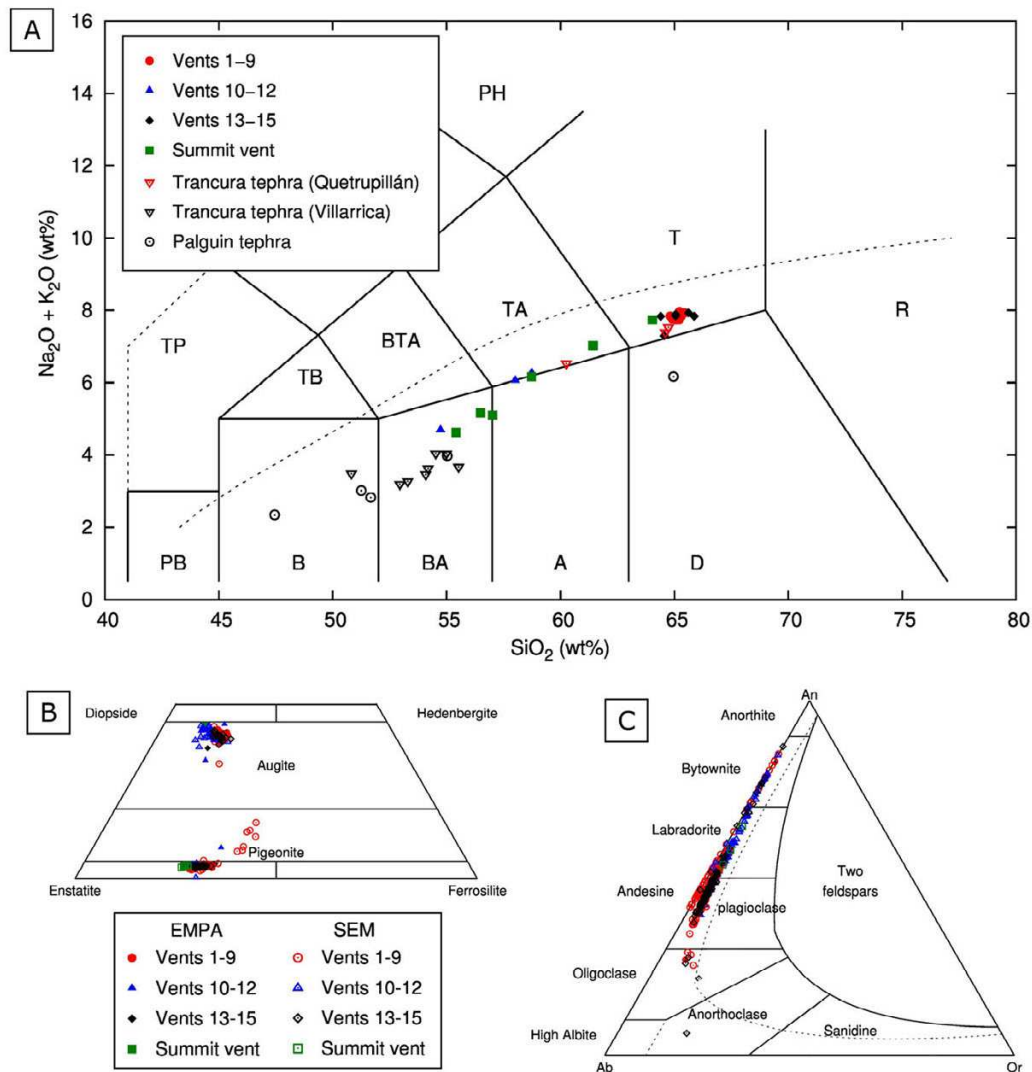 A
16
14
12
10
8
6
4
2
0
Na2O + K2O (wt%)
Vents 1–9
Vents 10–12
Vents 13–15
Summit vent
Trancura tephra (Quetrupillán)
Trancura tephra (Villarrica)
Palguin tephra
PH
T
TA
R
TP
BTA
TB
PB
B
BA
A
D
40 45 50 55 60 65 70 75 80
SiO2 (wt%)
B
Diopside
Hedenbergite
Augite
Pigeonite
Enstatite
Ferrosilite
EMPA SEM
Vents 1-9 Vents 1-9
Vents 10-12 Vents 10-12
Vents 13-15 Vents 13-15
Summit vent Summit vent
C
An
Anorthite
Bytownite
Labradorite
Two
feldspars
Andesine
plagioclase
Oligoclase
Anorthoclase
High Albite
Sanidine
Ab
Or